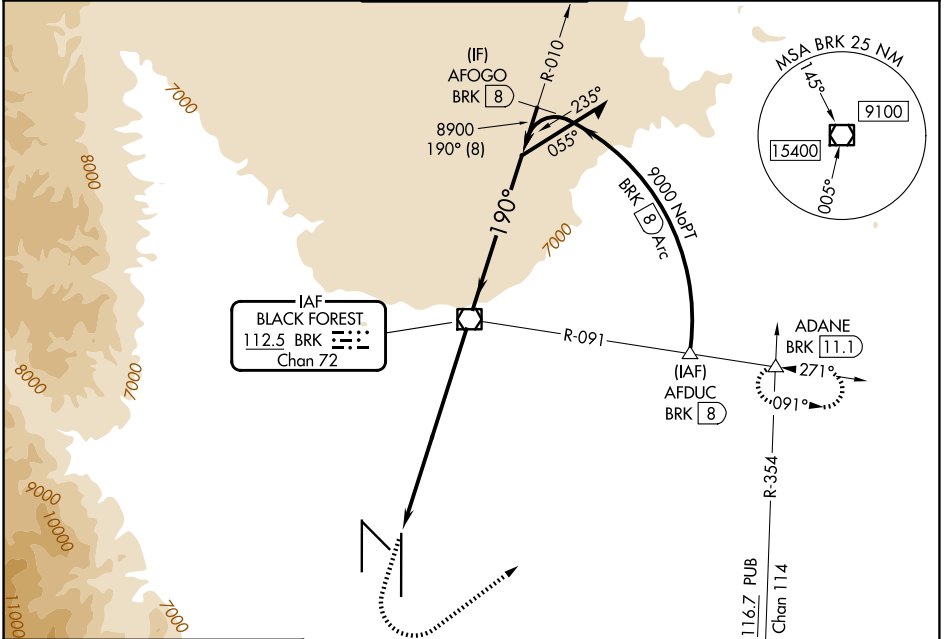 7000
8000
(IF)
AFOGO
BRK 8
R-010
8900
190° (8)
235°
055°
9000 NoPT
BRK 8 Arc
190°
7000
MSA BRK 25 NM
145°
9100
15400
005°
IAF
BLACK FOREST
112.5 BRK
Chan 72
R-091
(IAF)
AFDUC
BRK 8
ADANE
BRK 11.1
271°
091°
R-354
116.7 PUB
Chan 114
8000
7000
9000
10000
11000
7000